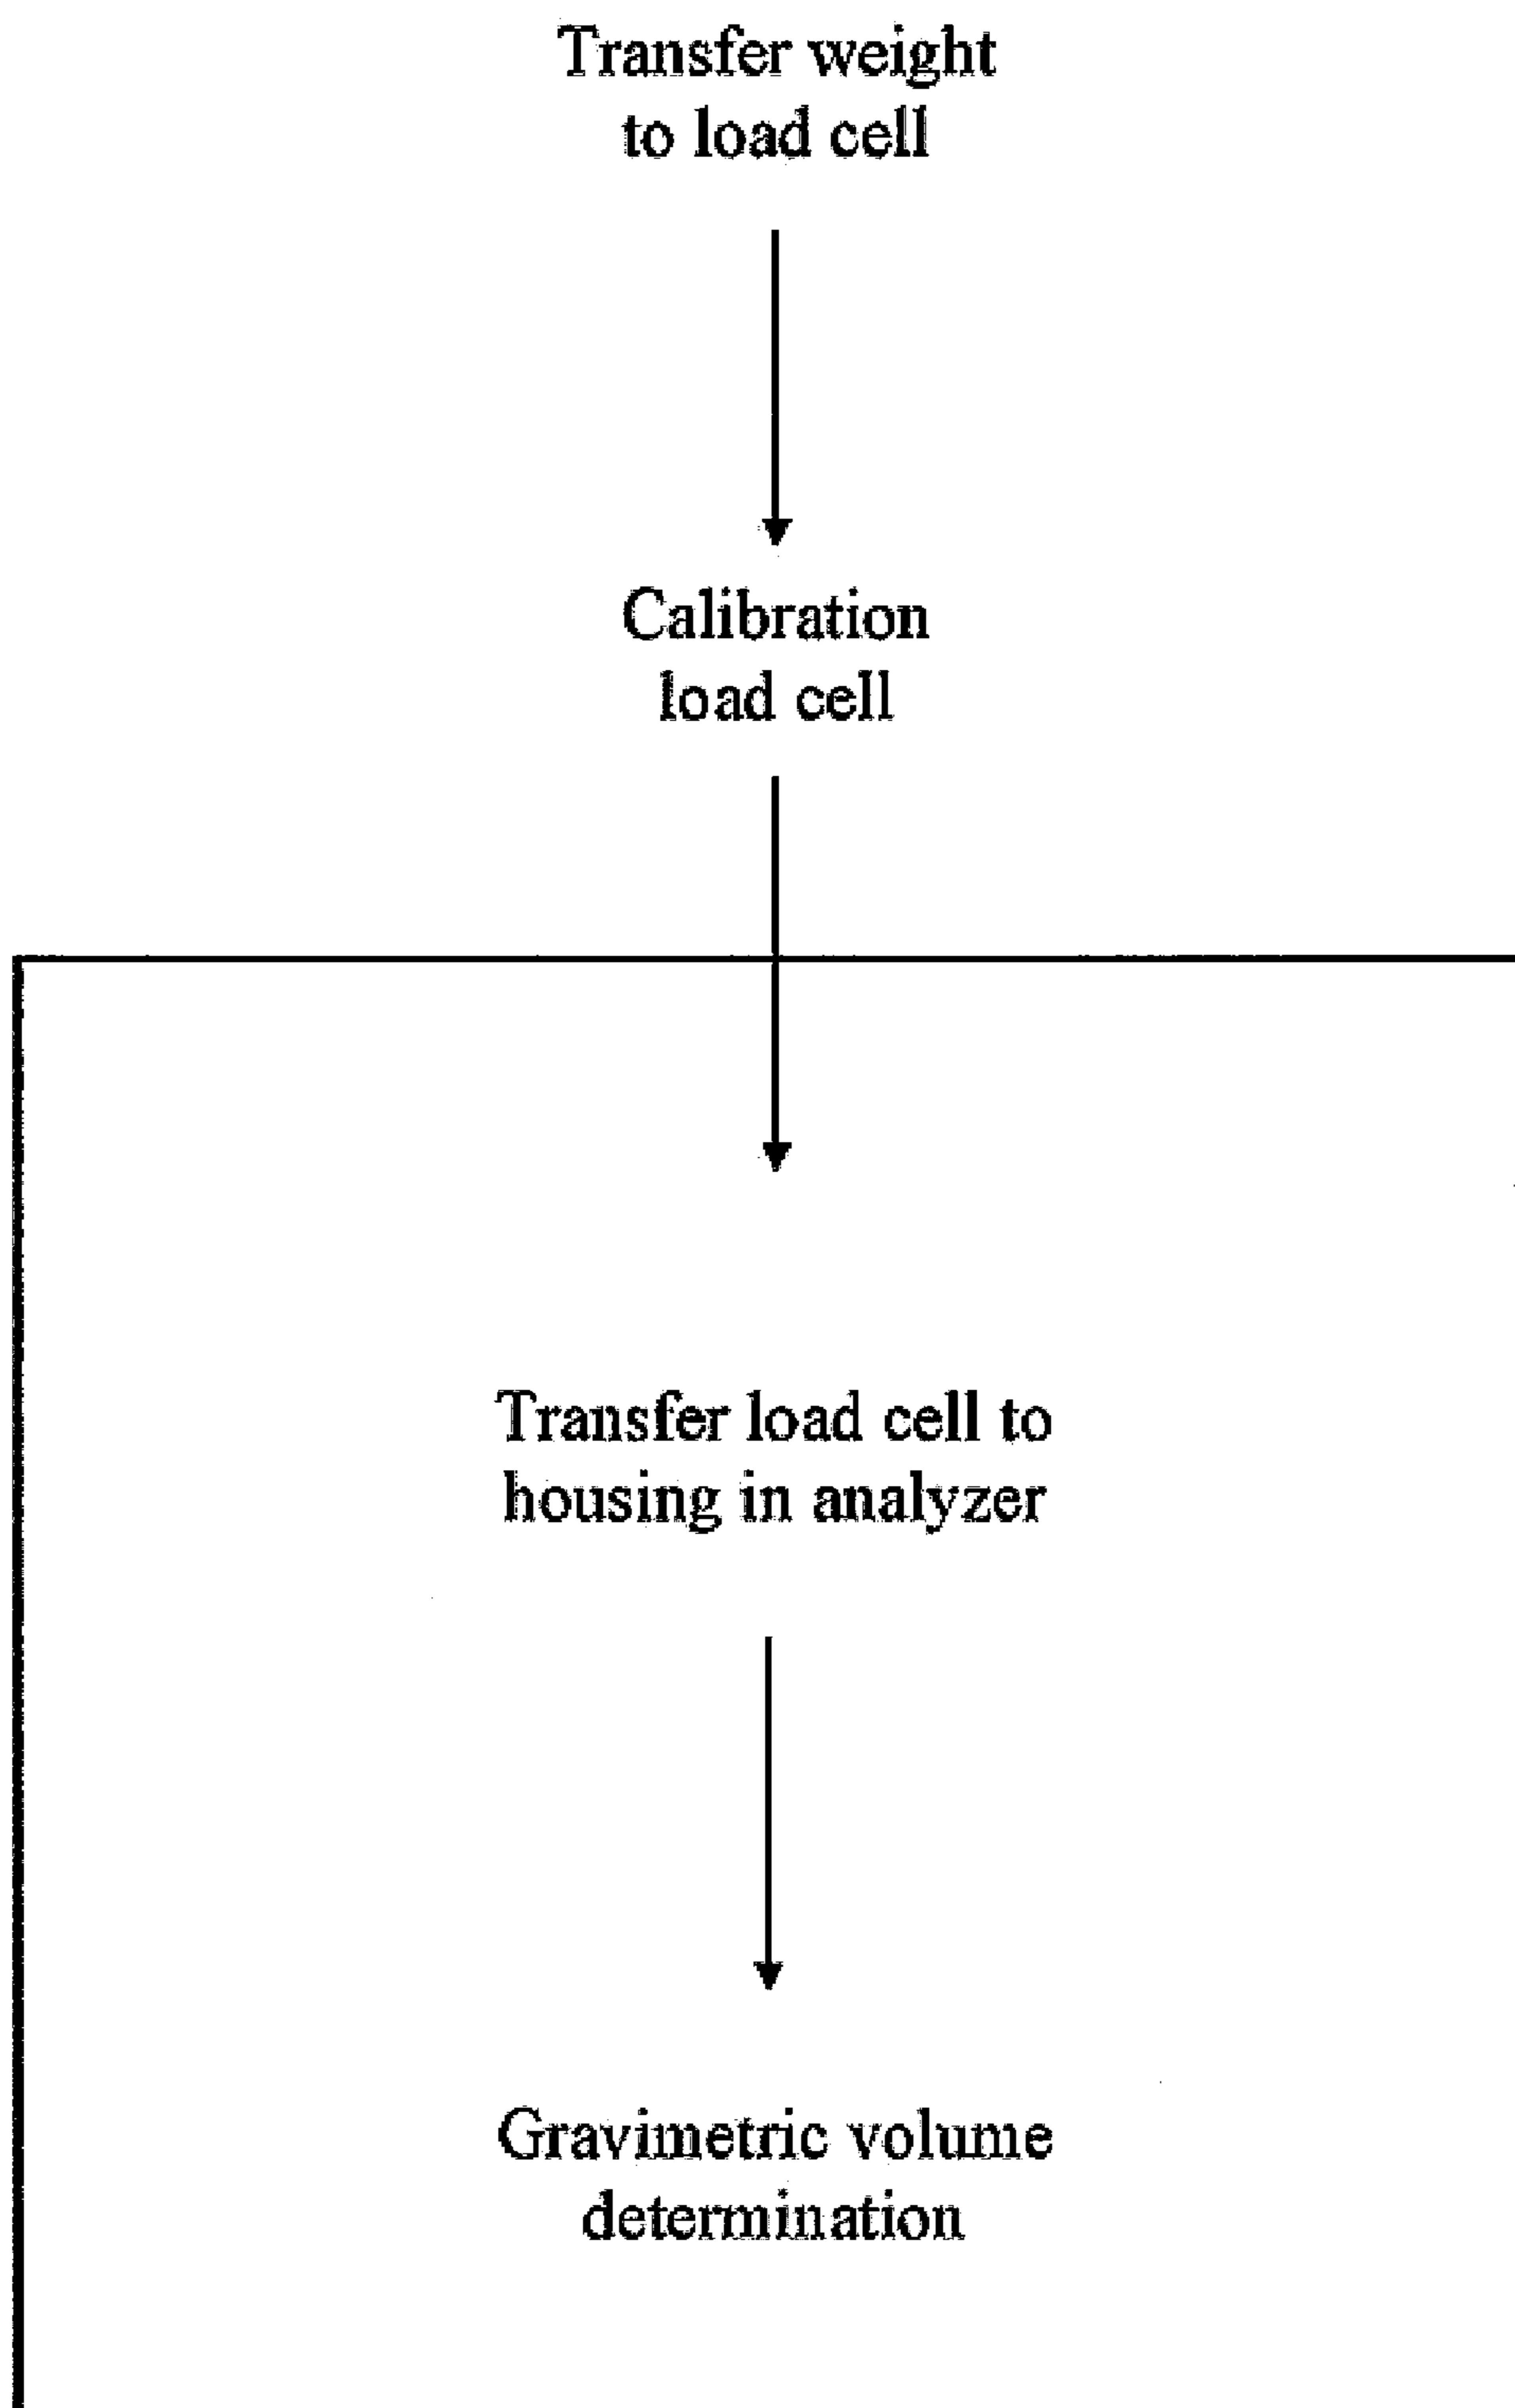 Transfer weight
to load cell
Calibration
load cell
Transfer load cell to
housing in analyzer
Gravimetric volume
determination